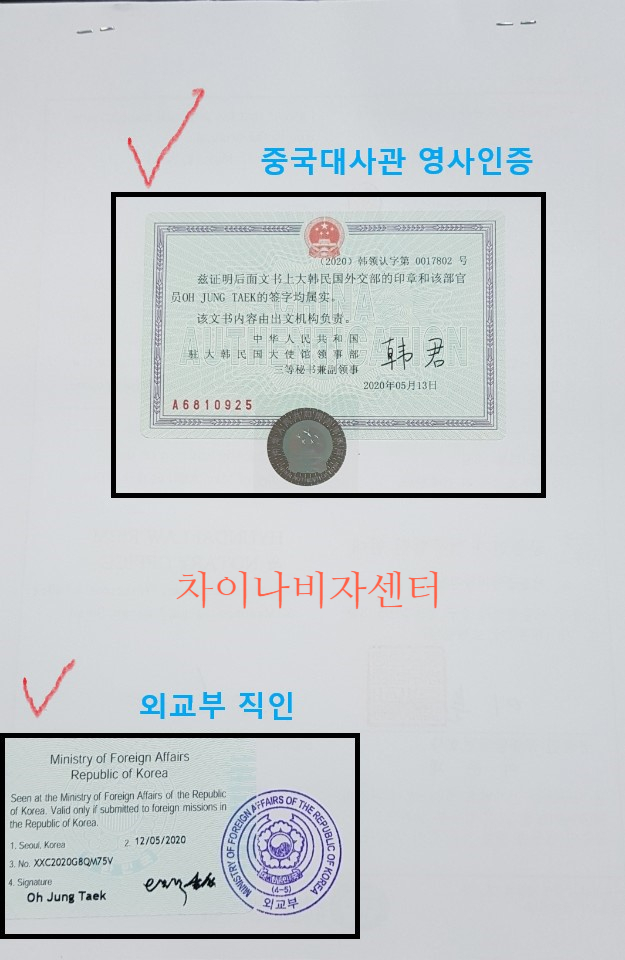 중국대사관 영사인증
（2020）韩领认字第 0017802 号
兹证明后面文书上大韩民国外交部的印章和该部官
员OH JUNG TAEK的签字均属实。
该文书内容由出文机构负责。
CHINA
AUTHENTICATION
中华人民共和国
驻大韩民国大使馆领事部
三等秘书兼副领事
韩君
2020年05月13日
A6810925
차이나비자센터
외교부 직인
Ministry of Foreign Affairs
Republic of Korea
Seen at the Ministry of Foreign Affairs of the Republic
of Korea. Valid only if submitted to foreign missions in
the Republic of Korea.
1. Seoul, Korea
2. 12/05/2020
3. No. XXC2020G8QM75V
4. Signature
Oh Jung Taek
MINISTRY OF FOREIGN AFFAIRS OF THE REPUBLIC OF KOREA
(4-5)
외교부